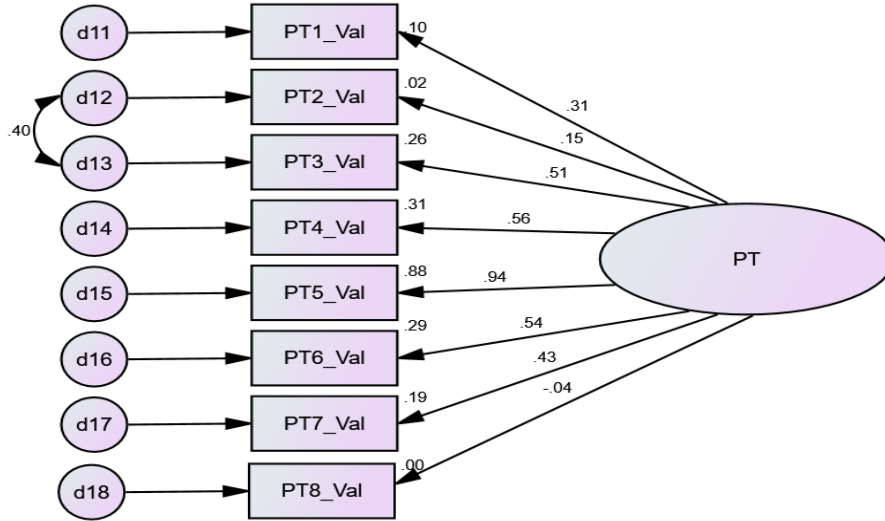 d11
PT1_Val
.10
.31
d12
PT2_Val
.02
.15
.40
d13
PT3_Val
.26
.51
d14
PT4_Val
.31
.56
PT
d15
PT5_Val
.88
.94
d16
PT6_Val
.29
.54
d17
PT7_Val
.19
.43
d18
PT8_Val
.00
-.04